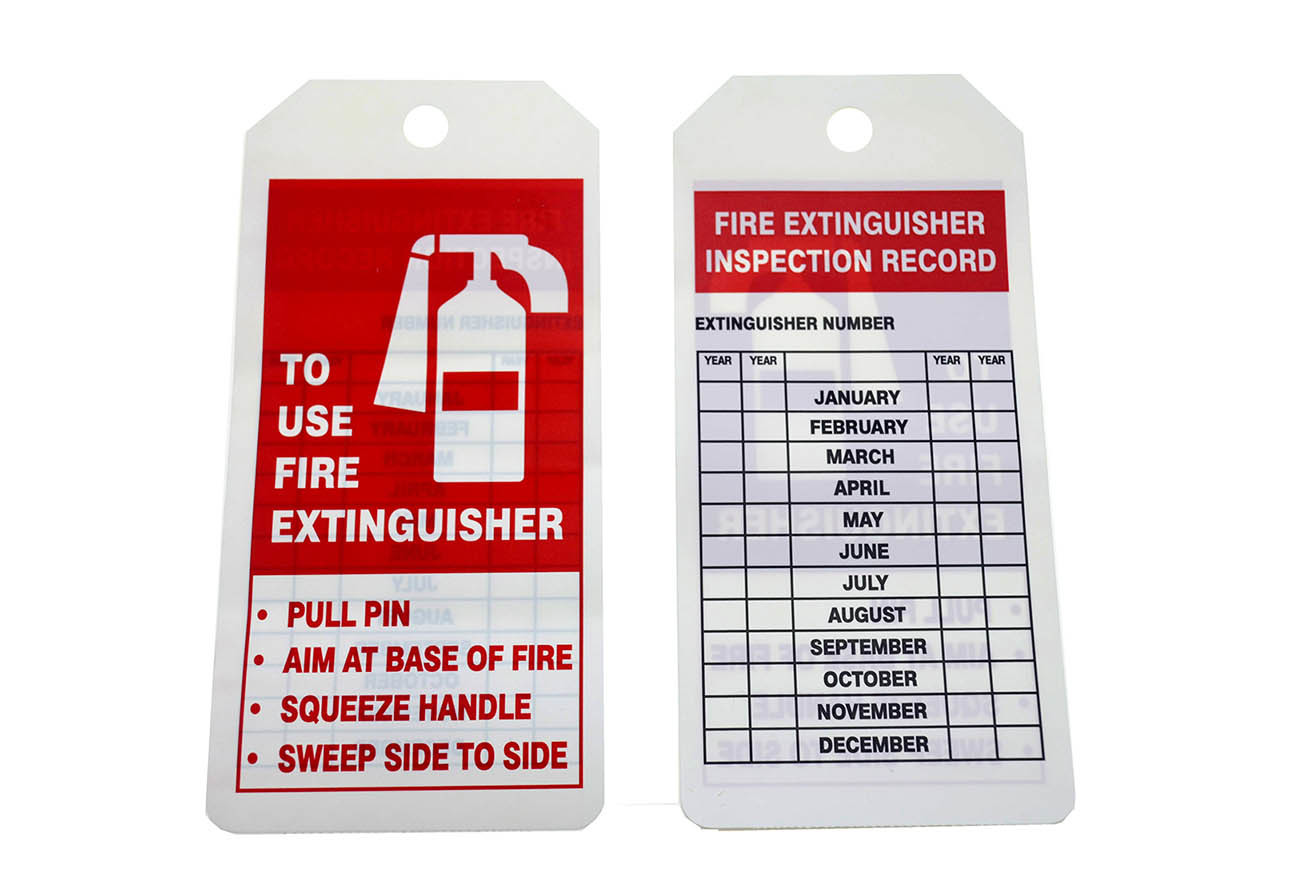 TO
USE
FIRE
EXTINGUISHER
• PULL PIN
• AIM AT BASE OF FIRE
• SQUEEZE HANDLE
• SWEEP SIDE TO SIDE
FIRE EXTINGUISHER
INSPECTION RECORD
EXTINGUISHER NUMBER
YEAR YEAR YEAR YEAR
JANUARY
FEBRUARY
MARCH
APRIL
MAY
JUNE
JULY
AUGUST
SEPTEMBER
OCTOBER
NOVEMBER
DECEMBER